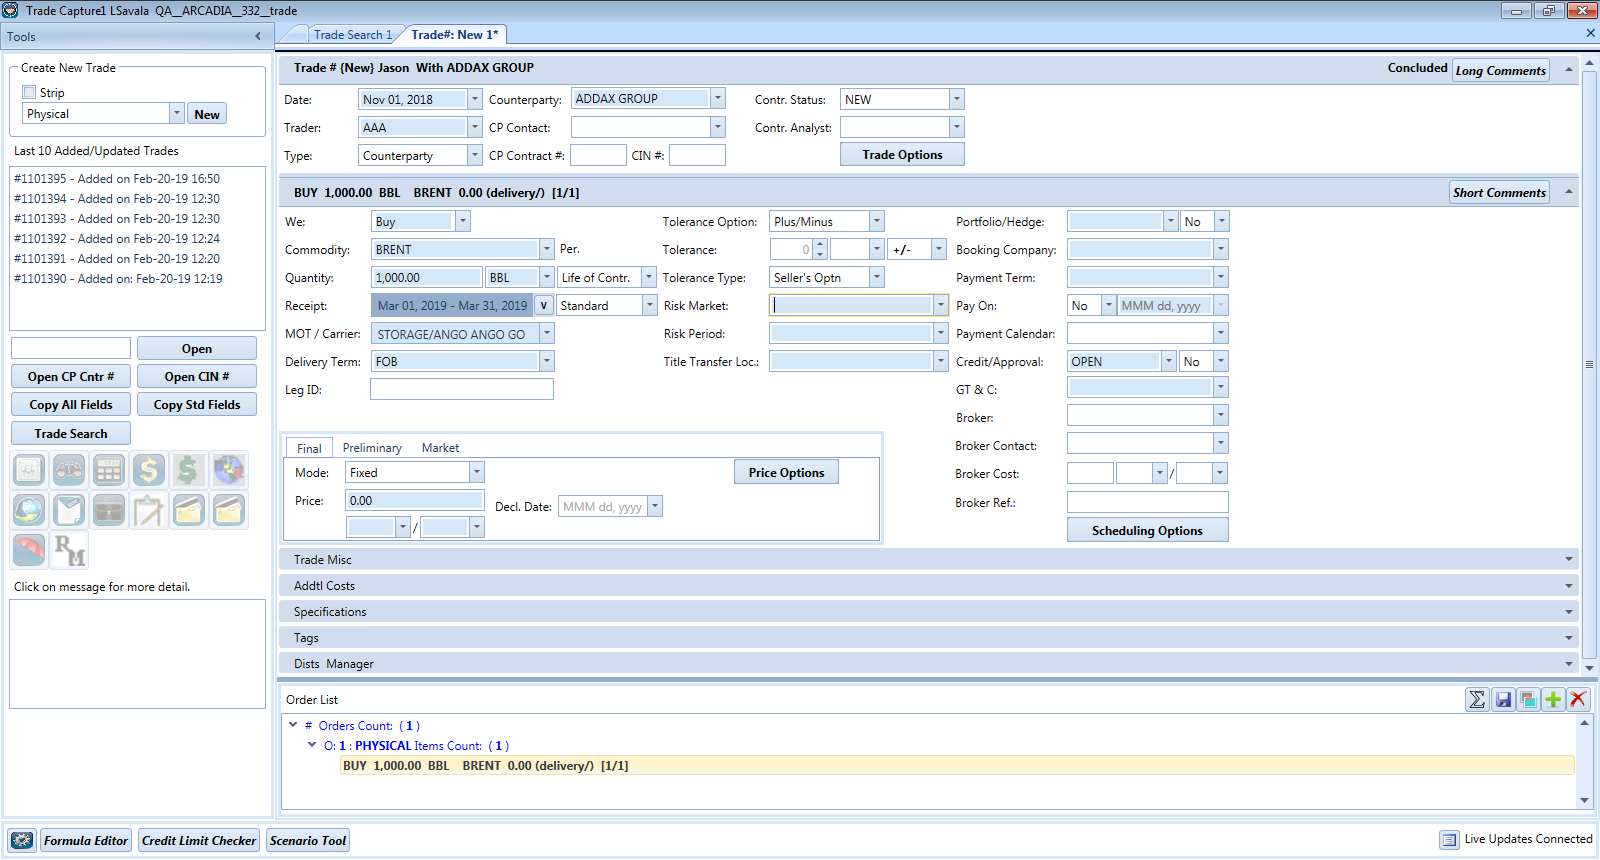 Trade Capture1 LSavala  QA__ARCADIA__332__trade
Tools
Trade Search 1
Trade#: New 1*
Create New Trade
Strip
Physical
New
Last 10 Added/Updated Trades
#1101395 - Added on Feb-20-19 16:50
#1101394 - Added on Feb-20-19 12:30
#1101393 - Added on Feb-20-19 12:30
#1101392 - Added on Feb-20-19 12:24
#1101391 - Added on Feb-20-19 12:20
#1101390 - Added on: Feb-20-19 12:19
Open
Open CP Cntr #
Open CIN #
Copy All Fields
Copy Std Fields
Trade Search
RM
Click on message for more detail.
Trade # {New} Jason  With ADDAX GROUP
Concluded
Long Comments
Date: Nov 01, 2018
Counterparty: ADDAX GROUP
Contr. Status: NEW
Trader: AAA
CP Contact:
Contr. Analyst:
Type: Counterparty
CP Contract #:
CIN #:
Trade Options
BUY  1,000.00  BBL    BRENT  0.00 (delivery/)  [1/1]
Short Comments
We: Buy
Tolerance Option: Plus/Minus
Portfolio/Hedge: No
Commodity: BRENT Per.
Tolerance: 0 +/-
Booking Company:
Quantity: 1,000.00 BBL Life of Contr.
Tolerance Type: Seller's Optn
Payment Term:
Receipt: Mar 01, 2019 - Mar 31, 2019 v Standard
Risk Market:
Pay On: No MMM dd, yyyy
MOT / Carrier: STORAGE/ANGO ANGO GO
Risk Period:
Payment Calendar:
Delivery Term: FOB
Title Transfer Loc.:
Credit/Approval: OPEN No
Leg ID:
GT & C:
Broker:
Broker Contact:
Broker Cost: /
Broker Ref.:
Scheduling Options
Final
Preliminary
Market
Mode: Fixed
Price Options
Price: 0.00
Decl. Date: MMM dd, yyyy
/
Trade Misc
Addtl Costs
Specifications
Tags
Dists  Manager
Order List
Σ
# Orders Count: ( 1 )
O: 1 : PHYSICAL Items Count: ( 1 )
BUY  1,000.00  BBL    BRENT  0.00 (delivery/)  [1/1]
Formula Editor
Credit Limit Checker
Scenario Tool
Live Updates Connected